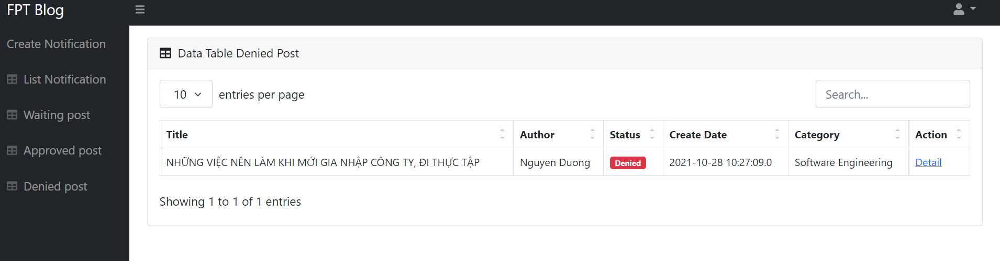 FPT Blog
Create Notification
List Notification
Waiting post
Approved post
Denied post
Data Table Denied Post
10 entries per page
Search...
Title Author Status Create Date Category Action
NHỮNG VIỆC NÊN LÀM KHI MỚI GIA NHẬP CÔNG TY, ĐI THỰC TẬP Nguyen Duong Denied 2021-10-28 10:27:09.0 Software Engineering Detail
Showing 1 to 1 of 1 entries